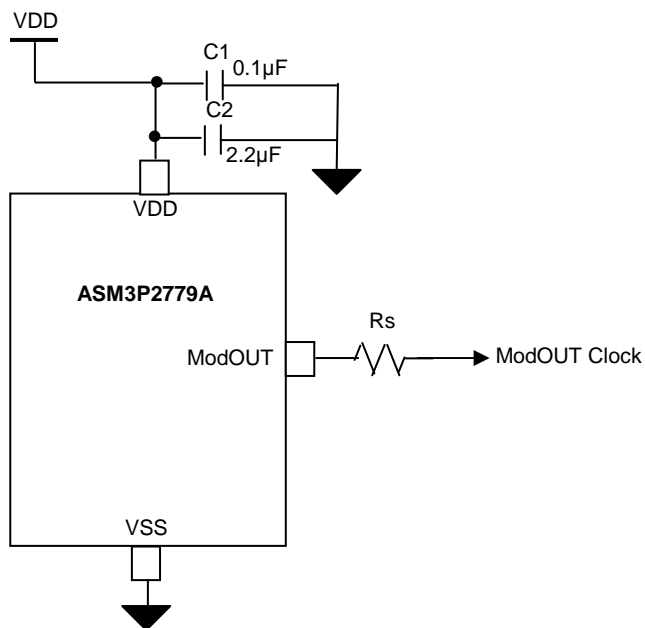 VDD
C1
0.1µF
C2
2.2µF
VDD
ASM3P2779A
Rs
ModOUT
ModOUT Clock
VSS